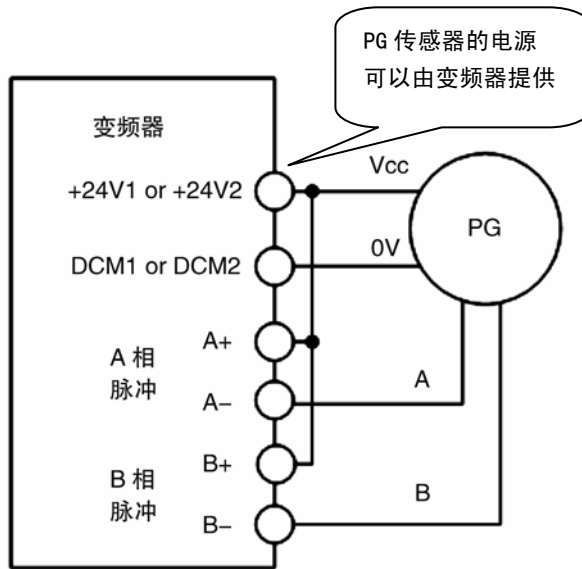 PG 传感器的电源
可以由变频器提供
变频器
+24V1 or +24V2
Vcc
PG
DCM1 or DCM2
0V
A 相
脉冲
A+
A−
A
B 相
脉冲
B+
B−
B